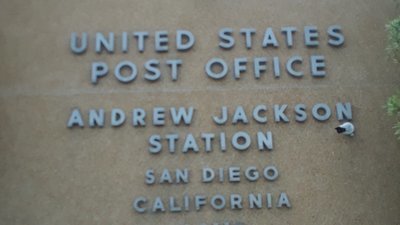 UNITED STATES
POST OFFICE
ANDREW JACKSON
STATION
SAN DIEGO
CALIFORNIA